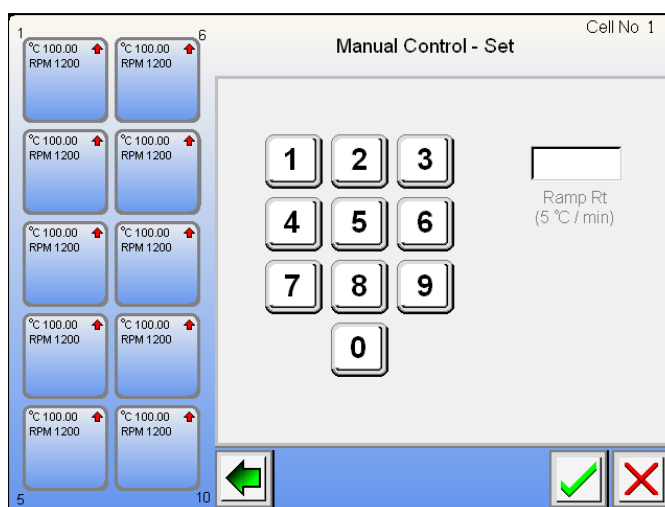 Manual Control - Set
Cell No 1
1
6
°C 100.00
RPM 1200
°C 100.00
RPM 1200
°C 100.00
RPM 1200
°C 100.00
RPM 1200
°C 100.00
RPM 1200
°C 100.00
RPM 1200
°C 100.00
RPM 1200
°C 100.00
RPM 1200
°C 100.00
RPM 1200
°C 100.00
RPM 1200
5
10
1 2 3
4 5 6
7 8 9
0
Ramp Rt
(5 °C / min)